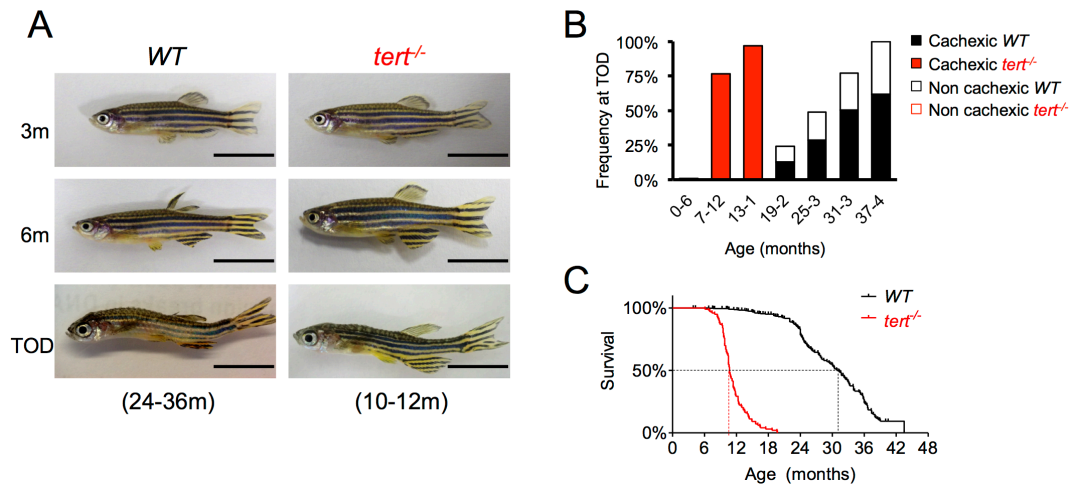 A
WT
tert-/-
3m
6m
TOD
(24-36m)
(10-12m)
B
Frequency at TOD
100%
75%
50%
25%
0%
0-6
7-12
13-1
19-2
25-3
31-3
37-4
Age (months)
Cachexic WT
Cachexic tert-/-
Non cachexic WT
Non cachexic tert-/-
C
Survival
100%
50%
0%
0 6 12 18 24 30 36 42 48
Age (months)
WT
tert-/-